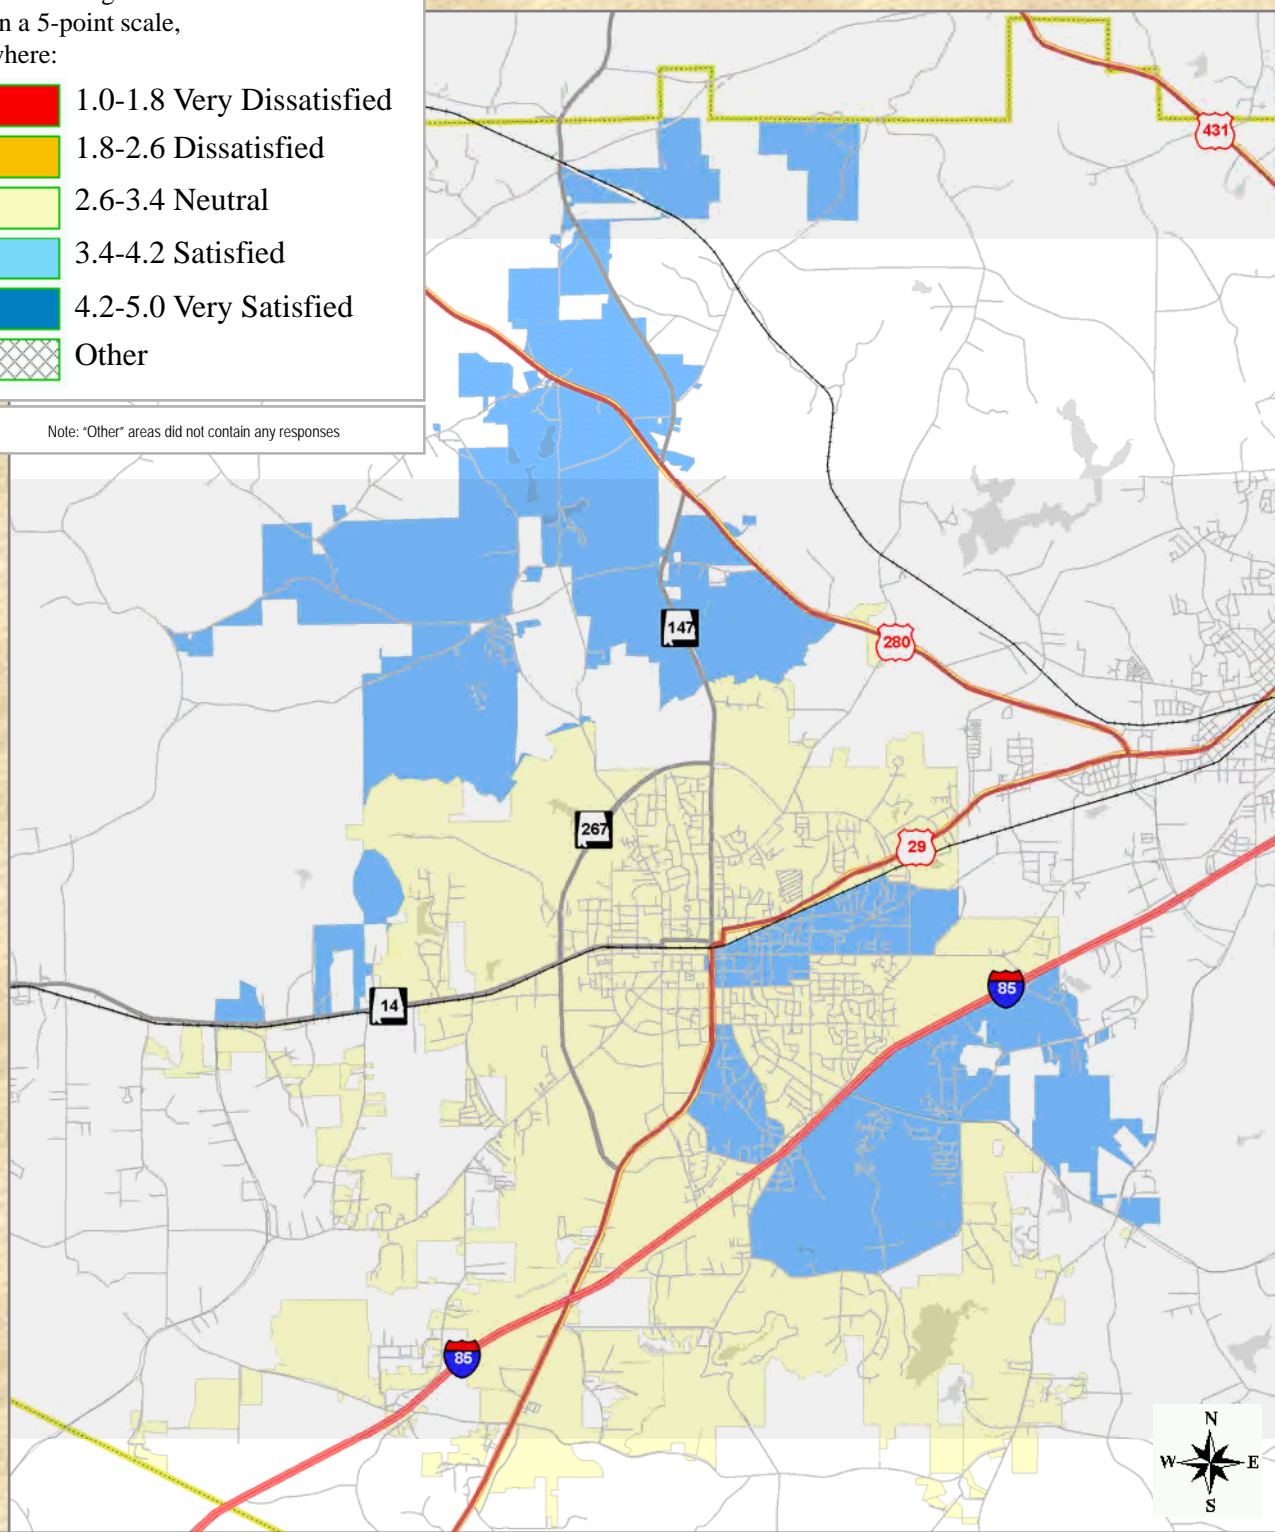 n a 5-point scale,
where:
1.0-1.8 Very Dissatisfied
1.8-2.6 Dissatisfied
2.6-3.4 Neutral
3.4-4.2 Satisfied
4.2-5.0 Very Satisfied
Other
Note: "Other" areas did not contain any responses
431
147
280
267
29
14
85
85
N
W E
S